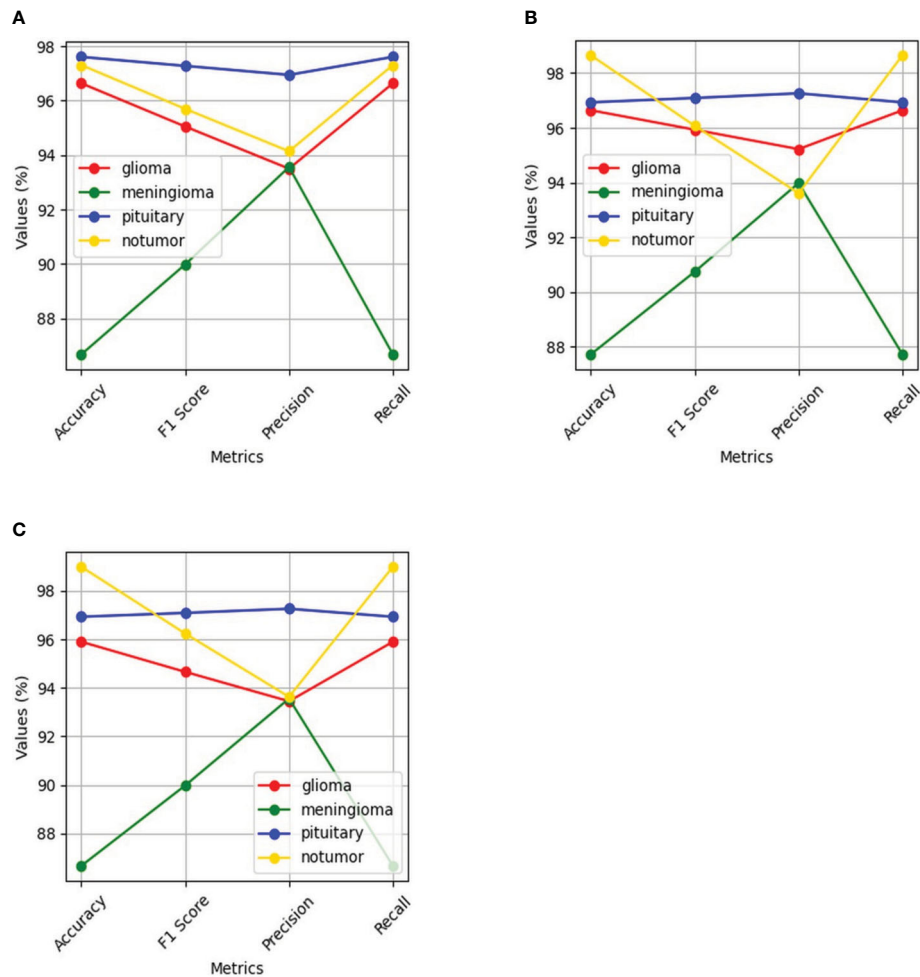 A
98
96
94
92
90
88
Values (%)
glioma
meningioma
pituitary
notumor
Accuracy
F1 Score
Precision
Recall
Metrics
B
98
96
94
92
90
88
Values (%)
glioma
meningioma
pituitary
notumor
Accuracy
F1 Score
Precision
Recall
Metrics
C
98
96
94
92
90
88
Values (%)
glioma
meningioma
pituitary
notumor
Accuracy
F1 Score
Precision
Recall
Metrics